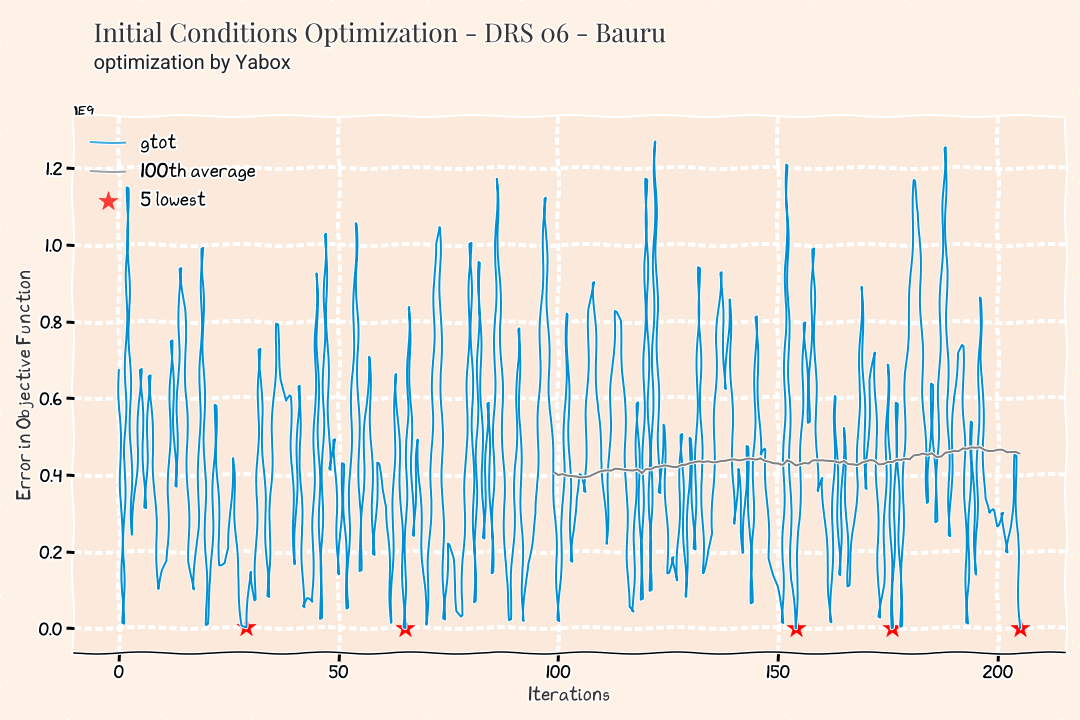 Initial Conditions Optimization - DRS 06 - Bauru
optimization by Yabox
1E9
gtot
100th average
5 lowest
1.2
1.0
0.8
0.6
0.4
0.2
0.0
Error in Objective Function
0 50 100 150 200
Iterations